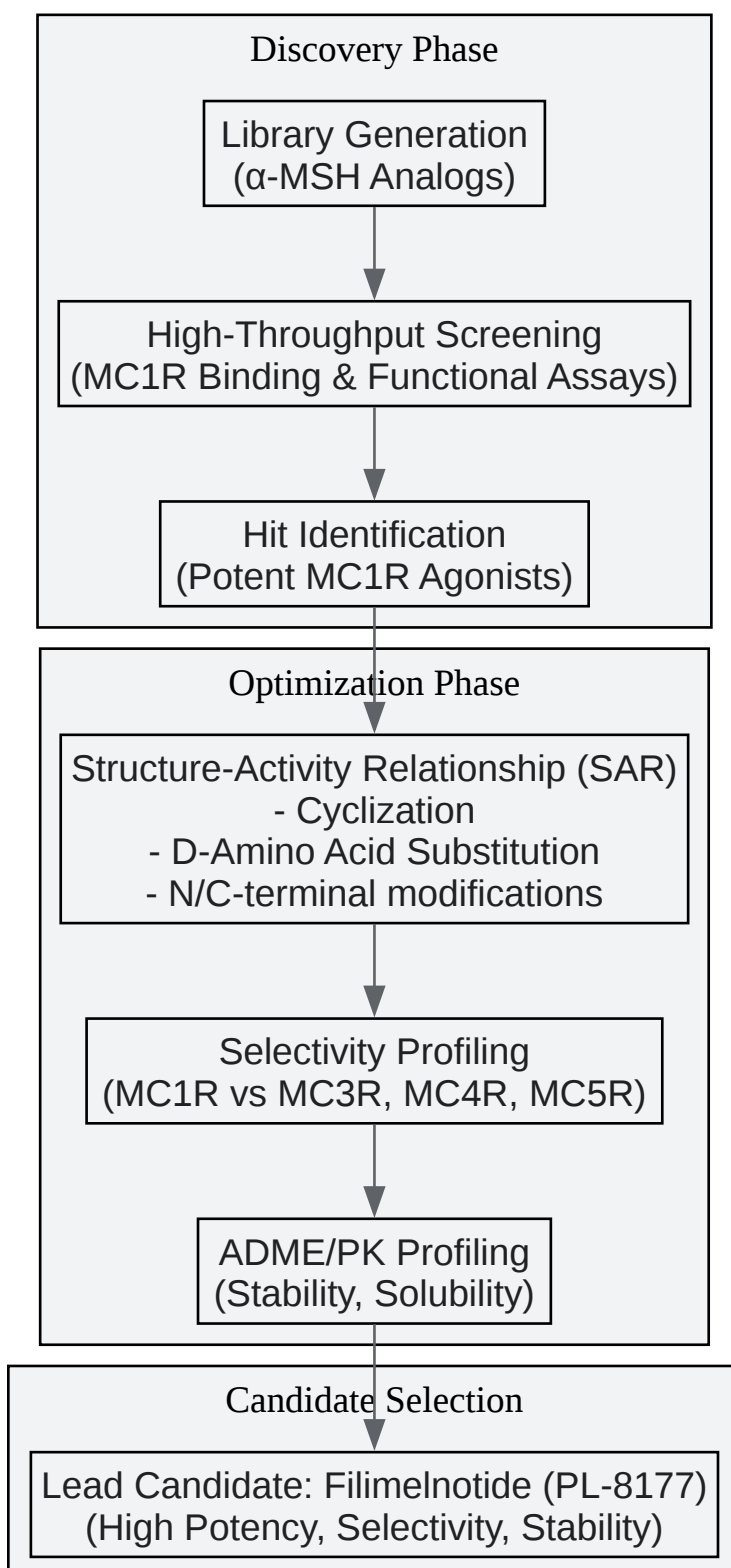 Discovery Phase
Library Generation
(α-MSH Analogs)
High-Throughput Screening
(MC1R Binding & Functional Assays)
Hit Identification
(Potent MC1R Agonists)
Optimization Phase
Structure-Activity Relationship (SAR)
- Cyclization
- D-Amino Acid Substitution
- N/C-terminal modifications
Selectivity Profiling
(MC1R vs MC3R, MC4R, MC5R)
ADME/PK Profiling
(Stability, Solubility)
Candidate Selection
Lead Candidate: Filimelnotide (PL-8177)
(High Potency, Selectivity, Stability)